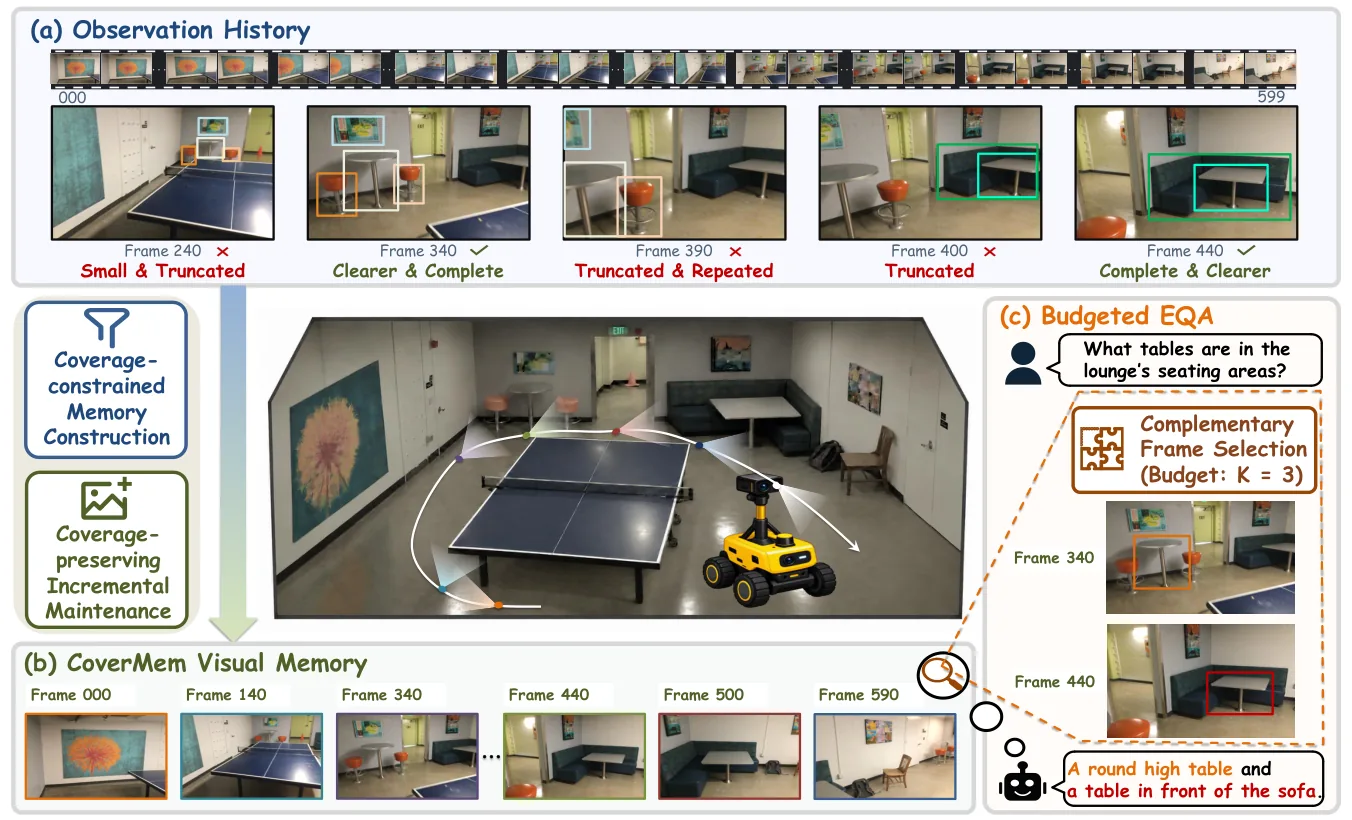 (a) Observation History
000
599
Frame 240 ×
Small & Truncated
Frame 340 ✓
Clearer & Complete
Frame 390 ×
Truncated & Repeated
Frame 400 ×
Truncated
Frame 440 ✓
Complete & Clearer
Coverage-
constrained
Memory
Construction
Coverage-
preserving
Incremental
Maintenance
EXIT
(b) CoverMem Visual Memory
Frame 000
Frame 140
Frame 340
...
Frame 440
Frame 500
Frame 590
(c) Budgeted EQA
What tables are in the
lounge's seating areas?
Complementary
Frame Selection
(Budget: K = 3)
Frame 340
Frame 440
A round high table and
a table in front of the sofa.